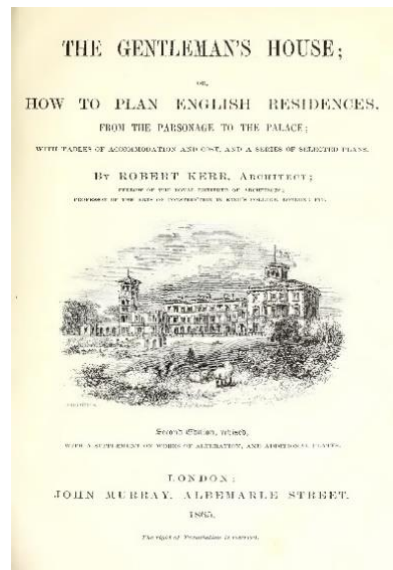 THE GENTLEMAN'S HOUSE;
OR,
HOW TO PLAN ENGLISH RESIDENCES,
FROM THE PARSONAGE TO THE PALACE;
WITH TABLES OF ACCOMMODATION AND COST, AND A SERIES OF SELECTED PLANS.
BY ROBERT KERR, ARCHITECT;
FELLOW OF THE ROYAL INSTITUTE OF ARCHITECTS;
PROFESSOR OF THE ARTS OF CONSTRUCTION IN KING'S COLLEGE, LONDON; ETC.
Second Edition, revised,
WITH A SUPPLEMENT ON WORKS OF ALTERATION, AND ADDITIONAL PLATES.
LONDON:
JOHN MURRAY, ALBEMARLE STREET.
1865.
The right of Translation is reserved.